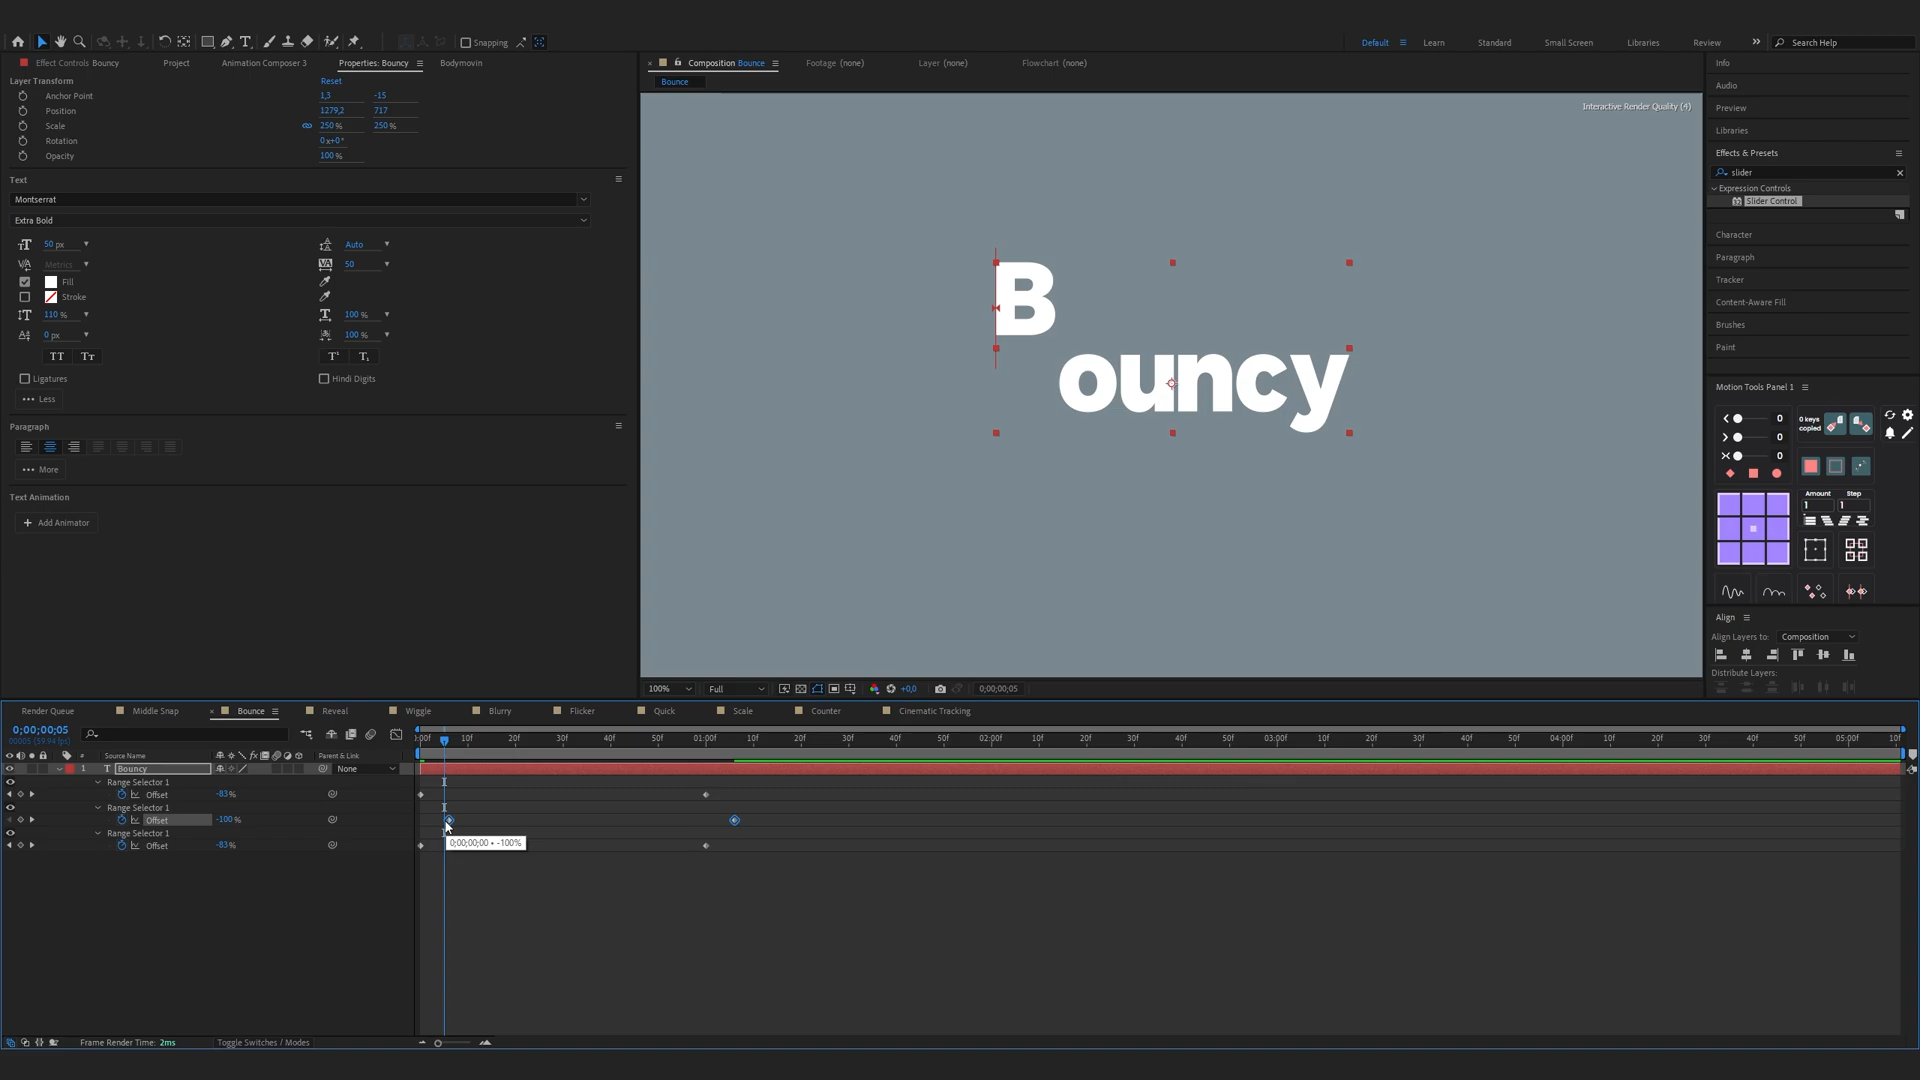 Snapping
Default
Learn
Standard
Small Screen
Libraries
Review
Search Help
Effect Controls Bouncy
Project
Animation Composer 3
Properties: Bouncy
Bodymovin
Composition Bounce
Footage (none)
Layer (none)
Flowchart (none)
Bounce
Interactive Render Quality (4)
Layer Transform
Reset
Anchor Point
1,3
-15
Position
1279,2
717
Scale
250 %
250 %
Rotation
0 x+0 °
Opacity
100 %
Text
Montserrat
Extra Bold
50 px
Auto
Metrics
50
Fill
Stroke
110 %
100 %
0 px
100 %
TT
Tт
T¹
T₁
Ligatures
Hindi Digits
Less
Paragraph
More
Text Animation
Add Animator
B
ouncy
100%
Full
+0,0
0;00;00;05
Info
Audio
Preview
Libraries
Effects & Presets
slider
Expression Controls
Slider Control
Character
Paragraph
Tracker
Content-Aware Fill
Brushes
Paint
Motion Tools Panel 1
0
0
0
0 keys
copied
Amount
Step
1
1
Align
Align Layers to:
Composition
Distribute Layers:
Render Queue
Middle Snap
Bounce
Reveal
Wiggle
Blurry
Flicker
Quick
Scale
Counter
Cinematic Tracking
0;00;00;05
00005 (59.94 fps)
:00f
10f
20f
30f
40f
50f
01:00f
10f
20f
30f
40f
50f
02:00f
10f
20f
30f
40f
50f
03:00f
10f
20f
30f
40f
50f
04:00f
10f
20f
30f
40f
50f
05:00f
10f
#
Source Name
Parent & Link
1
T
Bouncy
None
Range Selector 1
Offset
-83 %
Range Selector 1
Offset
-100 %
Range Selector 1
Offset
-83 %
0;00;00;00 • -100%
Frame Render Time: 2ms
Toggle Switches / Modes